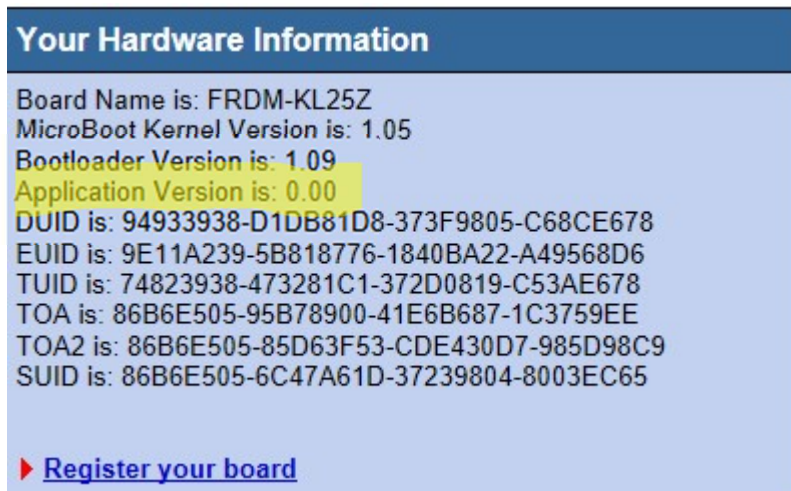 Your Hardware Information
Board Name is: FRDM-KL25Z
MicroBoot Kernel Version is: 1.05
Bootloader Version is: 1.09
Application Version is: 0.00
DUID is: 94933938-D1DB81D8-373F9805-C68CE678
EUID is: 9E11A239-5B818776-1840BA22-A49568D6
TUID is: 74823938-473281C1-372D0819-C53AE678
TOA is: 86B6E505-95B78900-41E6B687-1C3759EE
TOA2 is: 86B6E505-85D63F53-CDE430D7-985D98C9
SUID is: 86B6E505-6C47A61D-37239804-8003EC65
Register your board